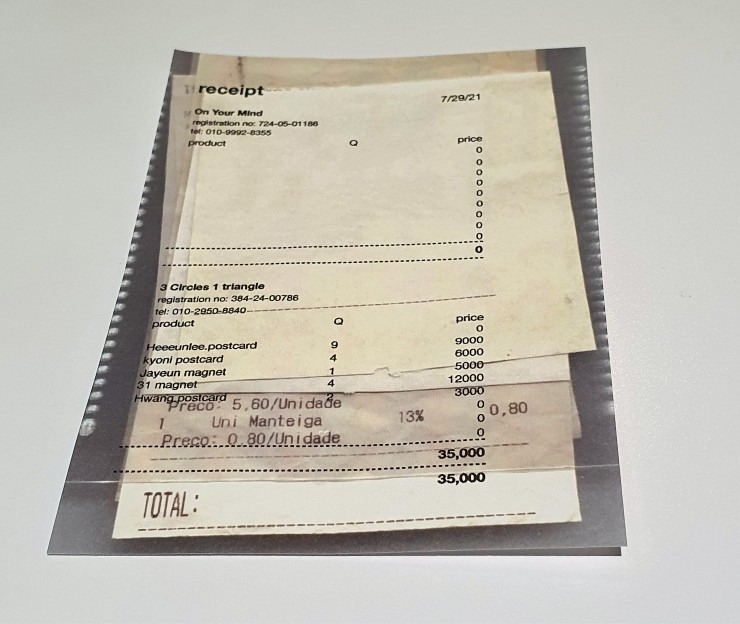 receipt
7/29/21
On Your Mind
registration no: 724-05-01186
tel: 010-9992-8355
product Q price
0
0
0
0
0
0
0
0
0
0
3 Circles 1 triangle
registration no: 384-24-00786
tel: 010-2950-8840
product Q price
0
Heeeunlee.postcard 9 9000
kyoni postcard 4 6000
Jayeun magnet 1 5000
31 magnet 4 12000
Hwang.postcard 2 3000
Preco: 5,60/Unidade 0
1 Uni Manteiga 13% 0,80
0
Preco: 0,80/Unidade 0
35,000
35,000
TOTAL: